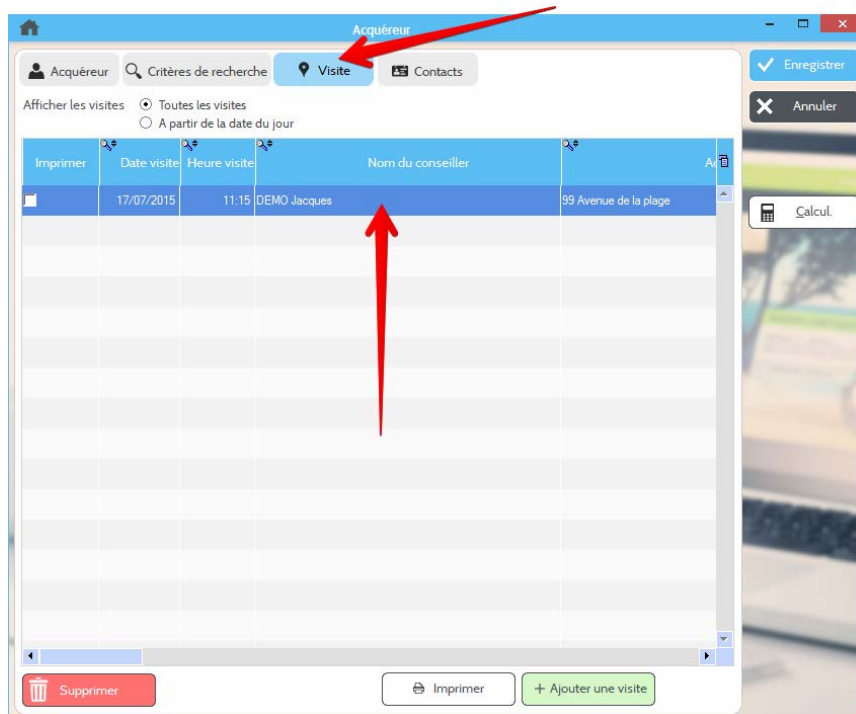 Acquéreur
Acquéreur Critères de recherche Visite Contacts
Enregistrer
Afficher les visites Toutes les visites
A partir de la date du jour
Annuler
Imprimer Date visite Heure visite Nom du conseiller
17/07/2015 11:15 DEMO Jacques 99 Avenue de la plage
Calcul.
Supprimer Imprimer + Ajouter une visite